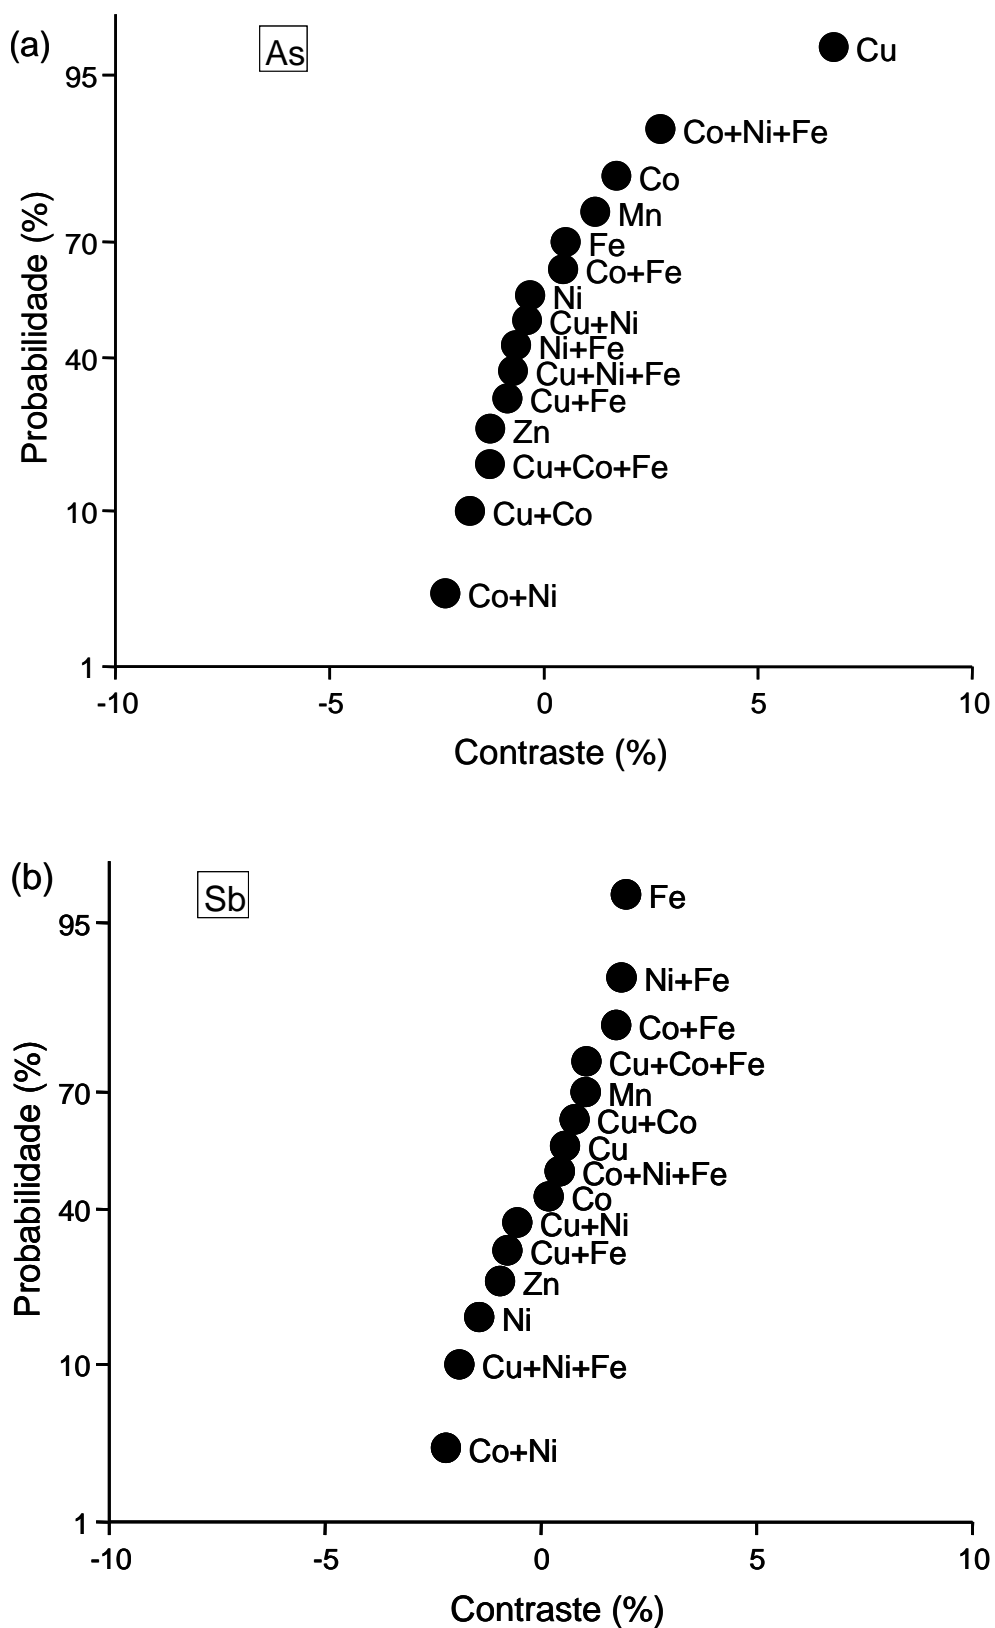 (a)
As
Cu
95
Co+Ni+Fe
Co
Mn
70
Fe
Co+Fe
Ni
Cu+Ni
Ni+Fe
40
Cu+Ni+Fe
Cu+Fe
Zn
Cu+Co+Fe
10
Cu+Co
Co+Ni
1
Probabilidade (%)
-10 -5 0 5 10
Contraste (%)
(b)
Sb
Fe
95
Ni+Fe
Co+Fe
Cu+Co+Fe
70
Mn
Cu+Co
Cu
Co+Ni+Fe
Co
40
Cu+Ni
Cu+Fe
Zn
Ni
10
Cu+Ni+Fe
Co+Ni
1
Probabilidade (%)
-10 -5 0 5 10
Contraste (%)